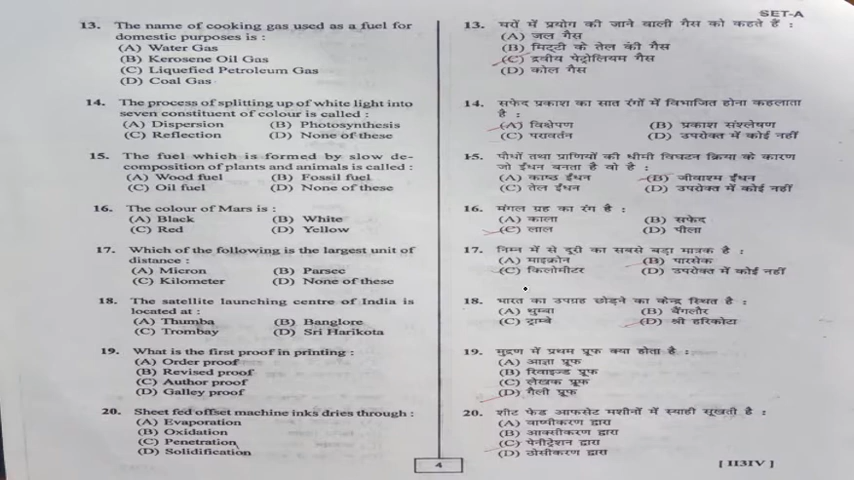 SET-A
13. The name of cooking gas used as a fuel for
domestic purposes is :
(A) Water Gas
(B) Kerosene Oil Gas
(C) Liquefied Petroleum Gas
(D) Coal Gas
14. The process of splitting up of white light into
seven constituent of colour is called :
(A) Dispersion (B) Photosynthesis
(C) Reflection (D) None of these
15. The fuel which is formed by slow de-
composition of plants and animals is called :
(A) Wood fuel (B) Fossil fuel
(C) Oil fuel (D) None of these
16. The colour of Mars is :
(A) Black (B) White
(C) Red (D) Yellow
17. Which of the following is the largest unit of
distance :
(A) Micron (B) Parsec
(C) Kilometer (D) None of these
18. The satellite launching centre of India is
located at :
(A) Thumba (B) Banglore
(C) Trombay (D) Sri Harikota
19. What is the first proof in printing :
(A) Order proof
(B) Revised proof
(C) Author proof
(D) Galley proof
20. Sheet fed offset machine inks dries through :
(A) Evaporation
(B) Oxidation
(C) Penetration
(D) Solidification
13. घरों में प्रयोग की जाने वाली गैस को कहते हैं :
(A) जल गैस
(B) मिट्टी के तेल की गैस
(C) द्रवीय पेट्रोलियम गैस
(D) कोल गैस
14. सफेद प्रकाश का सात रंगों में विभाजित होना कहलाता
है :
(A) विक्षेपण (B) प्रकाश संश्लेषण
(C) परावर्तन (D) उपरोक्त में कोई नहीं
15. पौधों तथा प्राणियों की धीमी विघटन क्रिया के कारण
जो ईंधन बनता है वो है :
(A) काष्ठ ईंधन (B) जीवाश्म ईंधन
(C) तेल ईंधन (D) उपरोक्त में कोई नहीं
16. मंगल ग्रह का रंग है :
(A) काला (B) सफेद
(C) लाल (D) पीला
17. निम्न में से दूरी का सबसे बड़ा मात्रक है :
(A) माइक्रोन (B) पारसेक
(C) किलोमीटर (D) उपरोक्त में कोई नहीं
18. भारत का उपग्रह छोड़ने का केन्द्र स्थित है :
(A) थुम्बा (B) बैंगलौर
(C) ट्राम्बे (D) श्री हरिकोटा
19. मुद्रण में प्रथम प्रूफ क्या होता है :
(A) आज्ञा प्रूफ
(B) रिवाइज्ड प्रूफ
(C) लेखक प्रूफ
(D) गैली प्रूफ
20. शीट फेड आफसेट मशीनों में स्याही सूखती है :
(A) वाष्पीकरण द्वारा
(B) आक्सीकरण द्वारा
(C) पेनीट्रेशन द्वारा
(D) ठोसीकरण द्वारा
4
[ II3IV ]